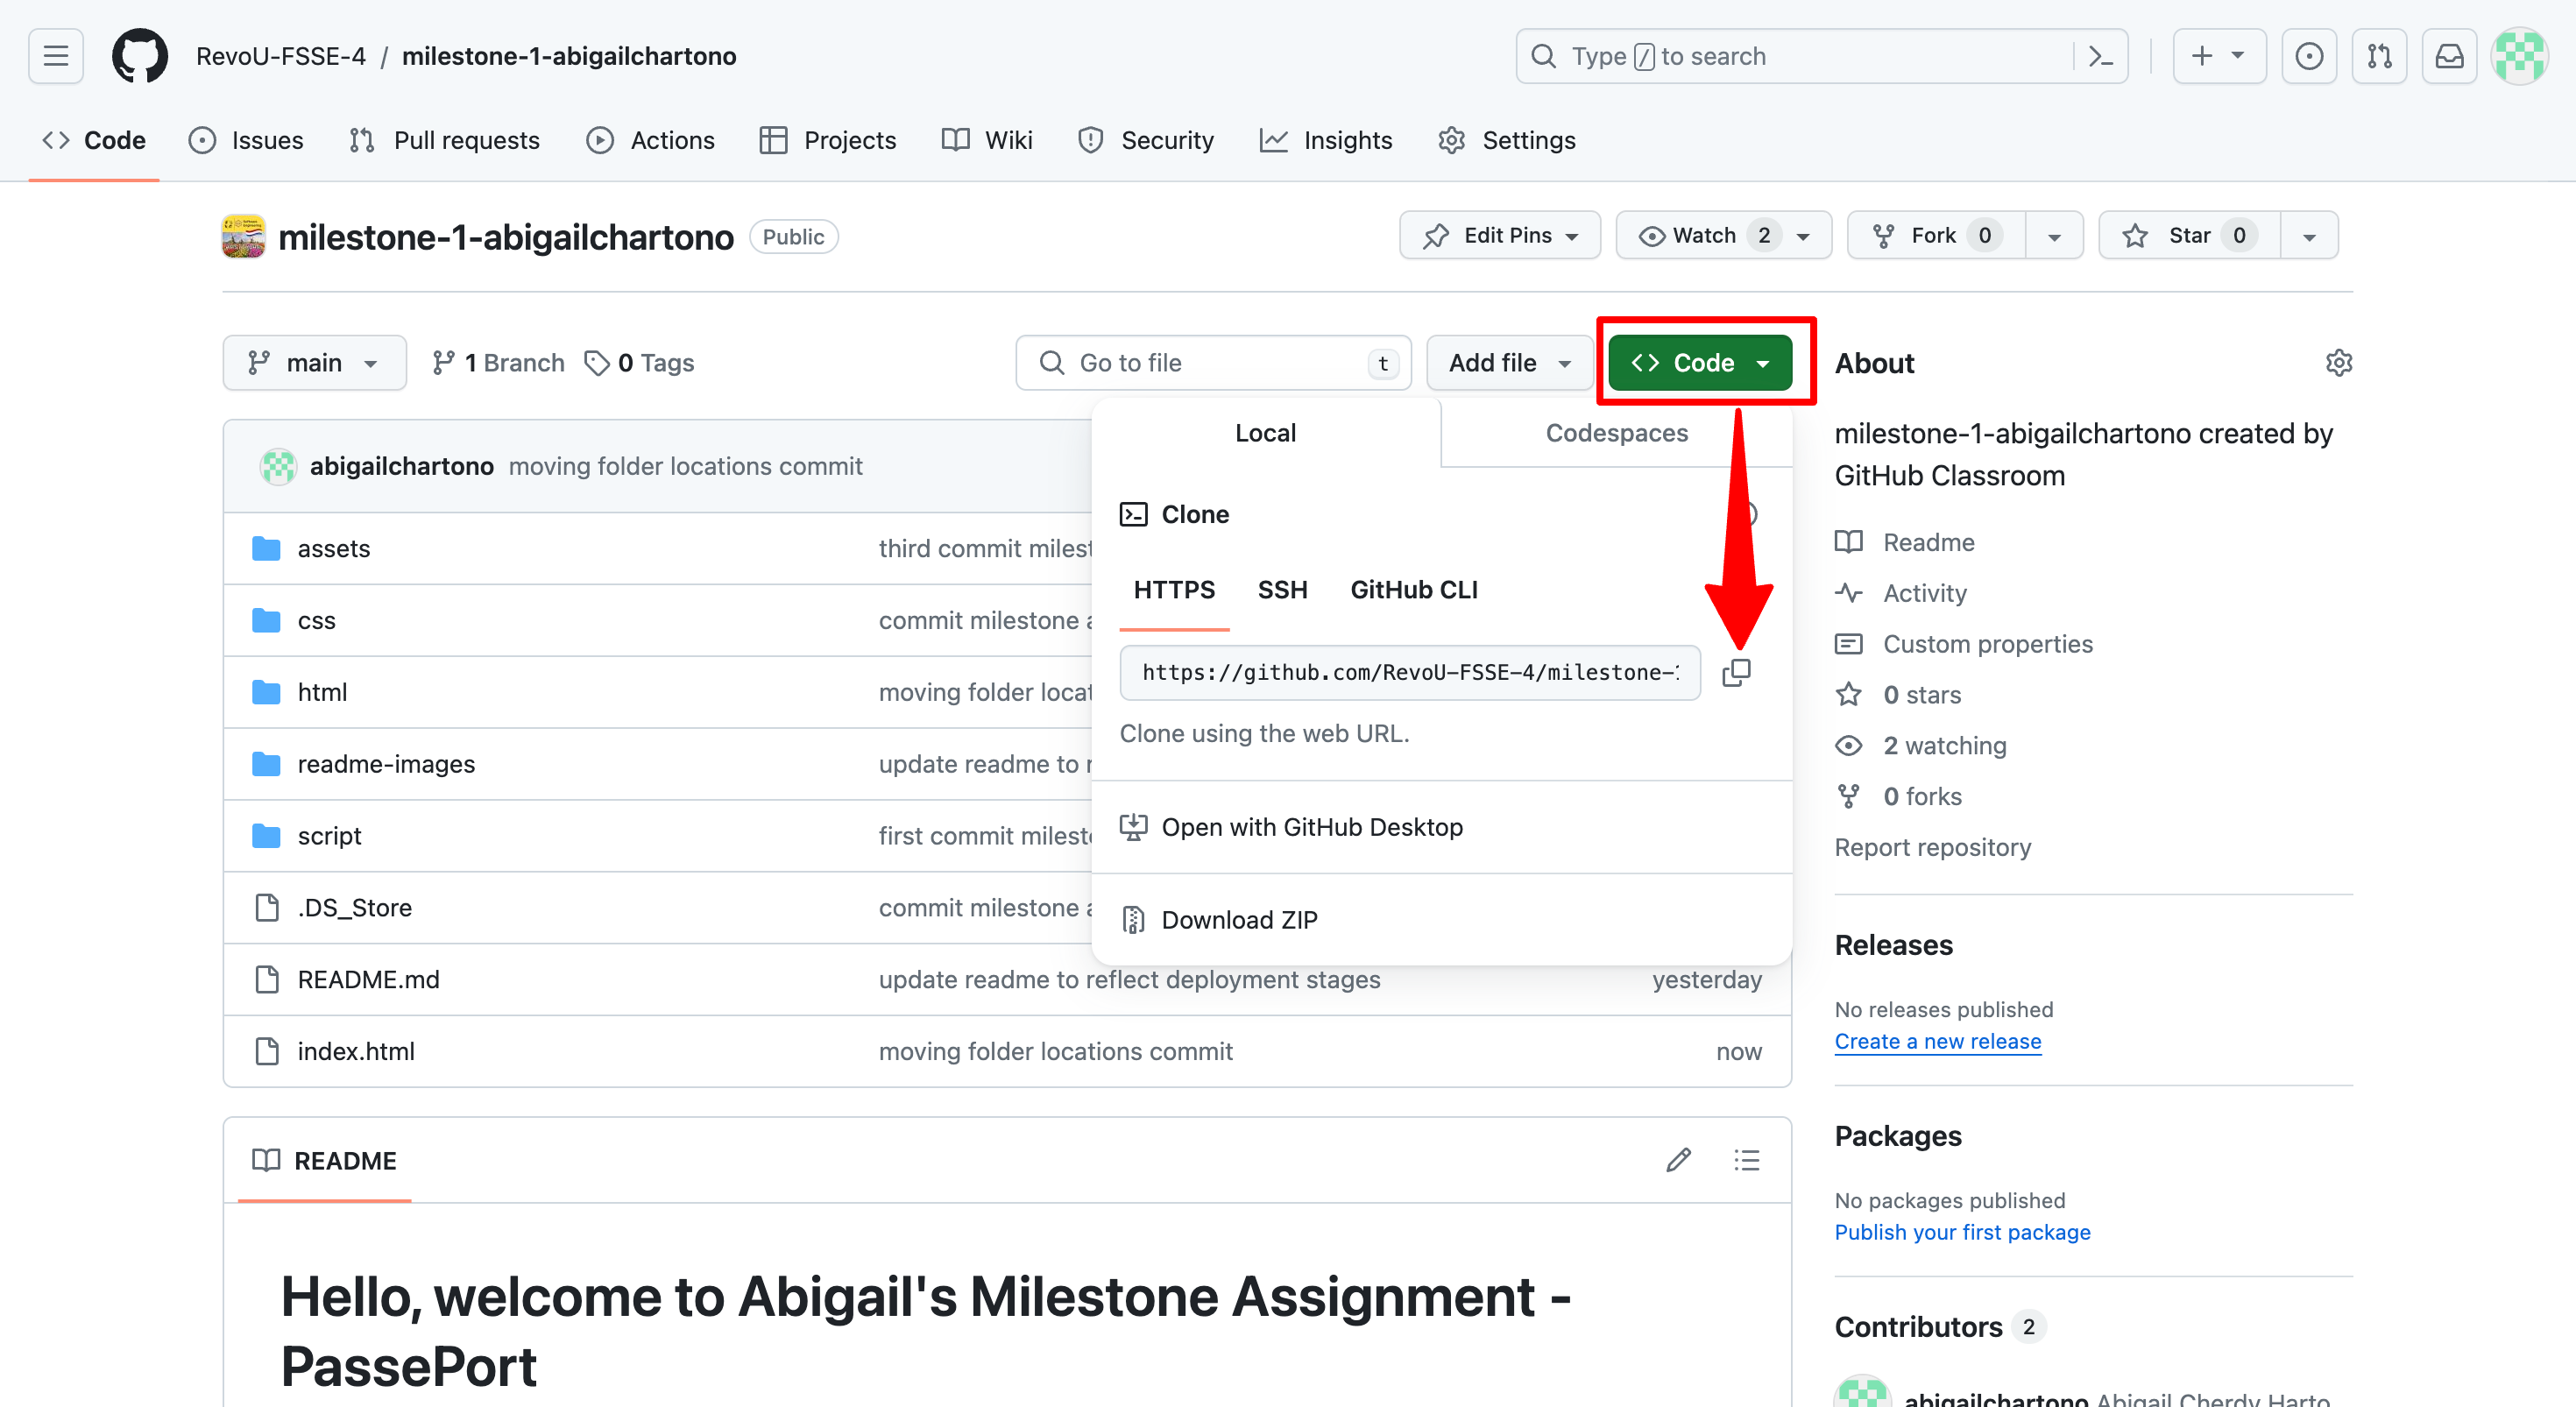 RevoU-FSSE-4 / milestone-1-abigailchartono
Type / to search
Code Issues Pull requests Actions Projects Wiki Security Insights Settings
milestone-1-abigailchartono Public
Edit Pins Watch 2 Fork 0 Star 0
main 1 Branch 0 Tags
Go to file t Add file Code
abigailchartono moving folder locations commit
assets third commit milest
css commit milestone a
html moving folder locat
readme-images update readme to r
script first commit milest
.DS_Store commit milestone a
README.md update readme to reflect deployment stages yesterday
index.html moving folder locations commit now
Local Codespaces
Clone
HTTPS SSH GitHub CLI
https://github.com/RevoU-FSSE-4/milestone-1
Clone using the web URL.
Open with GitHub Desktop
Download ZIP
README
Hello, welcome to Abigail's Milestone Assignment -
PassePort
About
milestone-1-abigailchartono created by
GitHub Classroom
Readme
Activity
Custom properties
0 stars
2 watching
0 forks
Report repository
Releases
No releases published
Create a new release
Packages
No packages published
Publish your first package
Contributors 2
abigailchartono Abigail Cherdy Harto